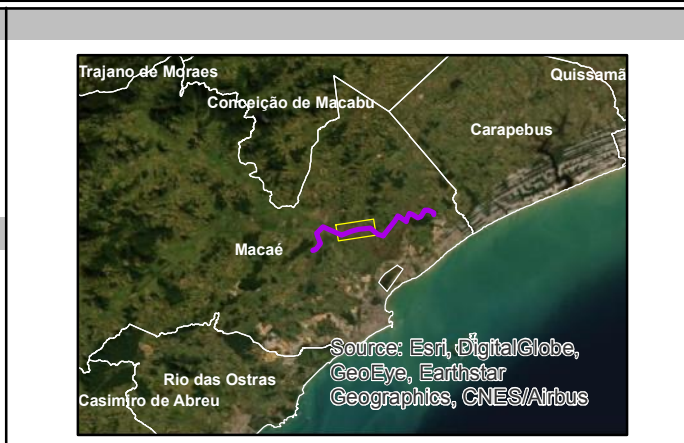 Trajano de Moraes
Quissamã
Conceição de Macabu
Carapebus
Macaé
Rio das Ostras
Casimiro de Abreu
Source: Esri, DigitalGlobe,
GeoEye, Earthstar
Geographics, CNES/Airbus